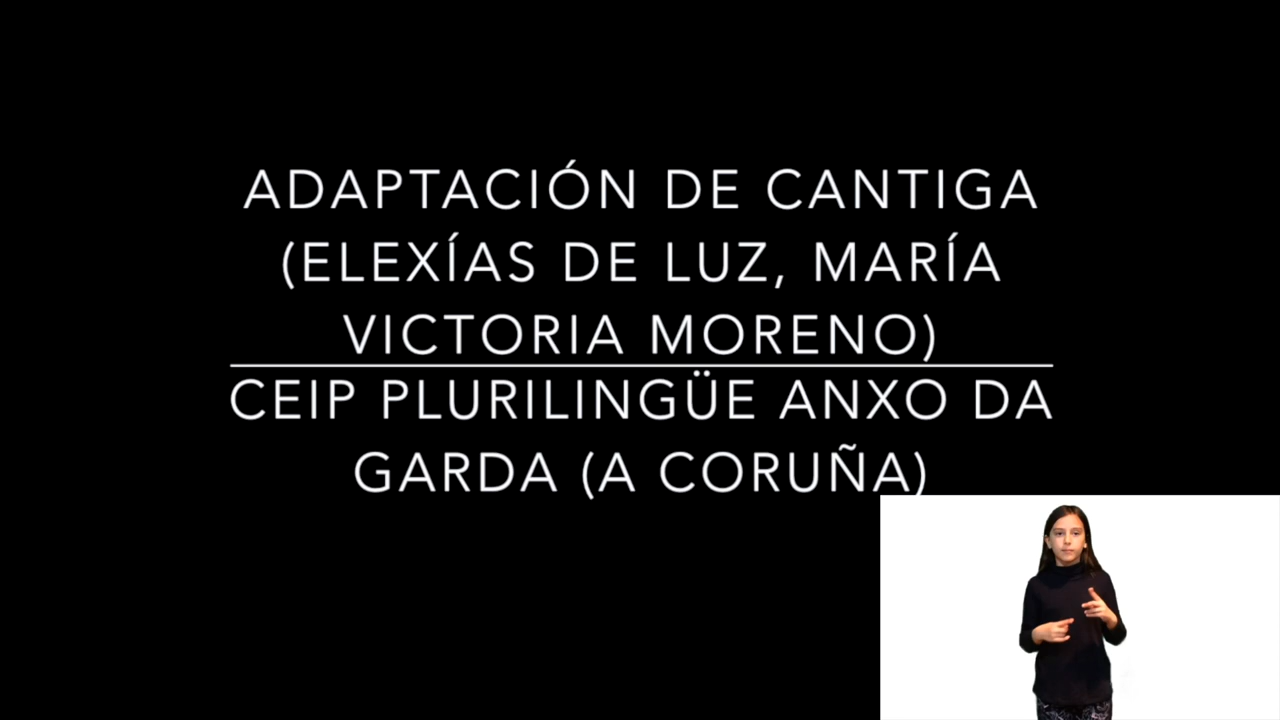 ADAPTACIÓN DE CANTIGA
(ELEXÍAS DE LUZ, MARÍA
VICTORIA MORENO)
CEIP PLURILINGÜE ANXO DA
GARDA (A CORUÑA)